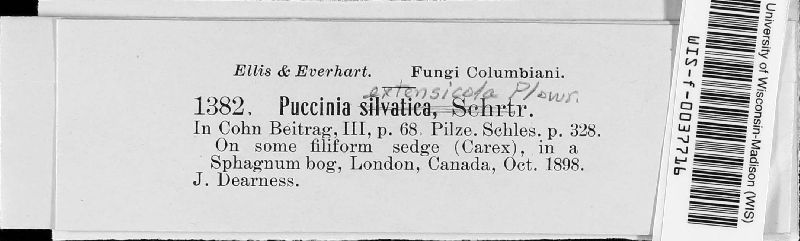 Ellis & Everhart. Fungi Columbiani.
extensicola Plowr.
1382. Puccinia silvatica, Schrtr.
In Cohn Beitrag, III, p. 68. Pilze. Schles. p. 328.
On some filiform sedge (Carex), in a
Sphagnum bog, London, Canada, Oct. 1898.
J. Dearness.
University of Wisconsin-Madison (WIS)
WIS-f-0037716